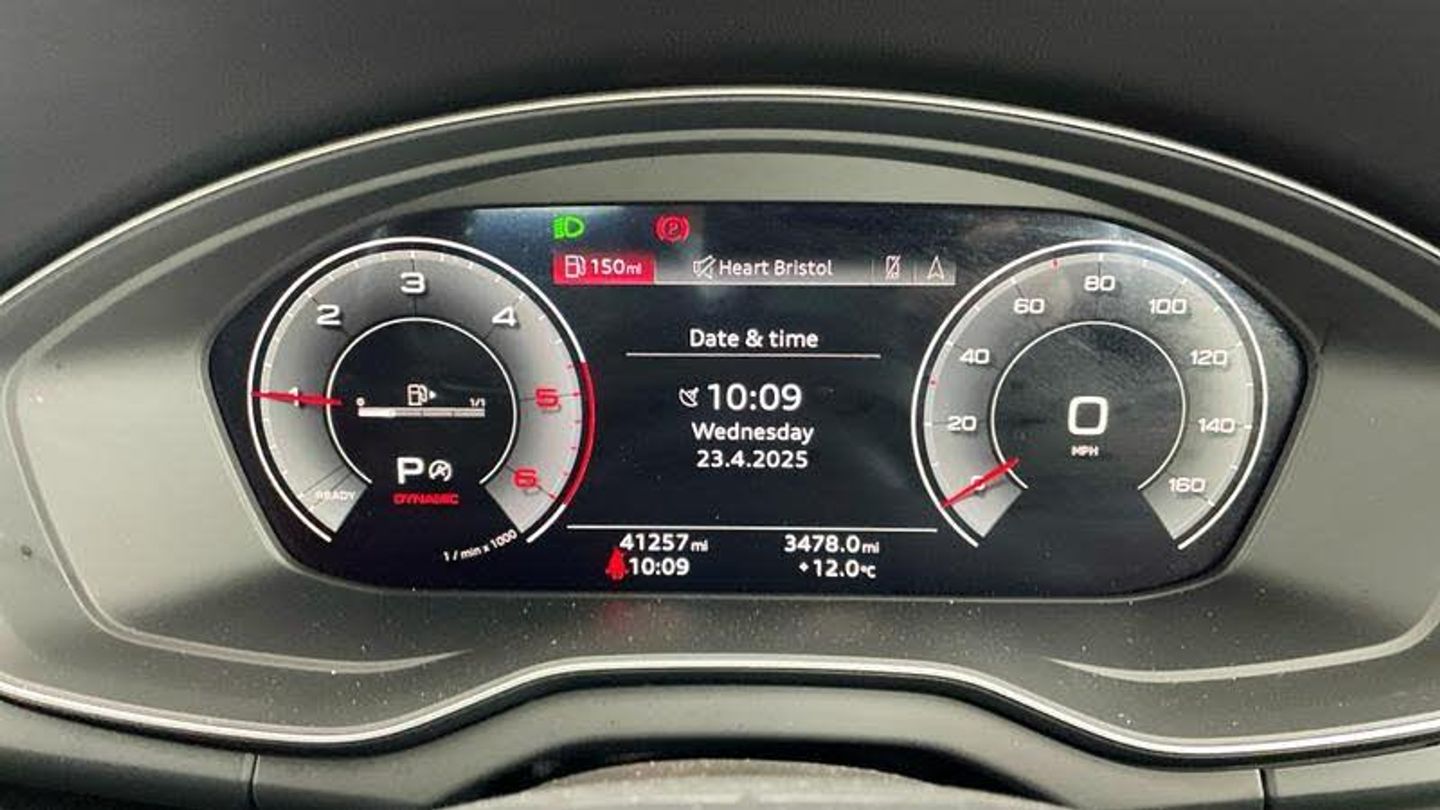 150mi Heart Bristol
1 2 3 4 5 6
READY
0 1/1
P
DYNAMIC
1 / min x 1000
Date & time
10:09
Wednesday
23.4.2025
41257mi 3478.0mi
10:09 +12.0°C
0 20 40 60 80 100 120 140 160
0
MPH